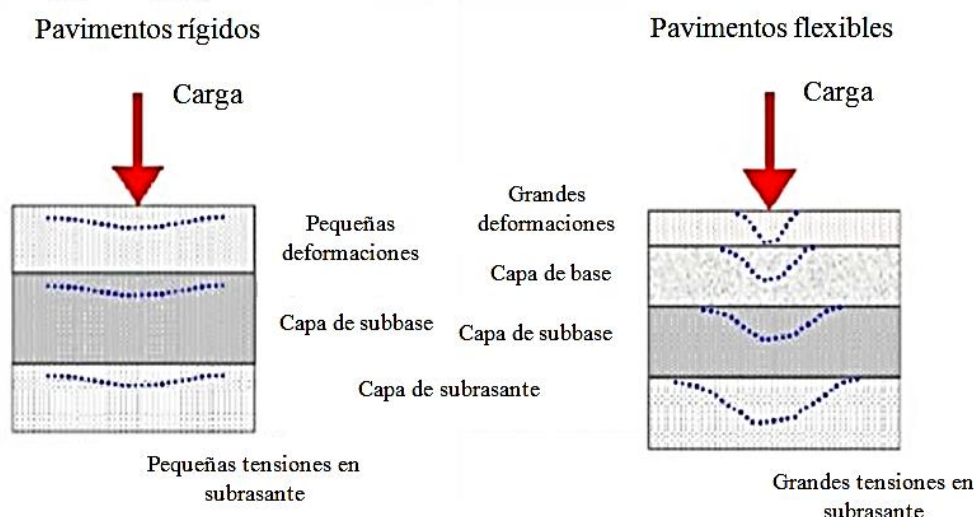 Pavimentos rígidos
Carga
Pequeñas
deformaciones
Capa de subbase
Capa de subrasante
Pequeñas tensiones en
subrasante
Pavimentos flexibles
Carga
Grandes
deformaciones
Capa de base
Capa de subbase
Grandes tensiones en
subrasante